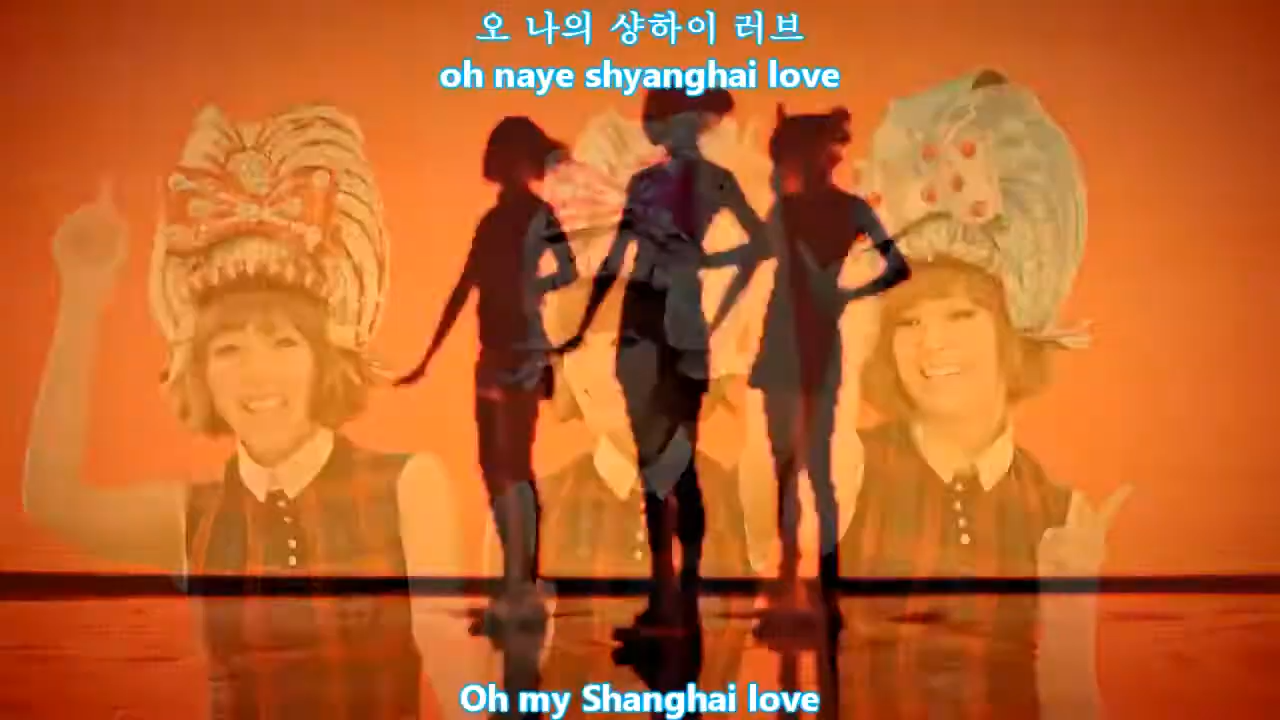 오 나의 샹하이 러브
oh naye shyanghai love
Oh my Shanghai love